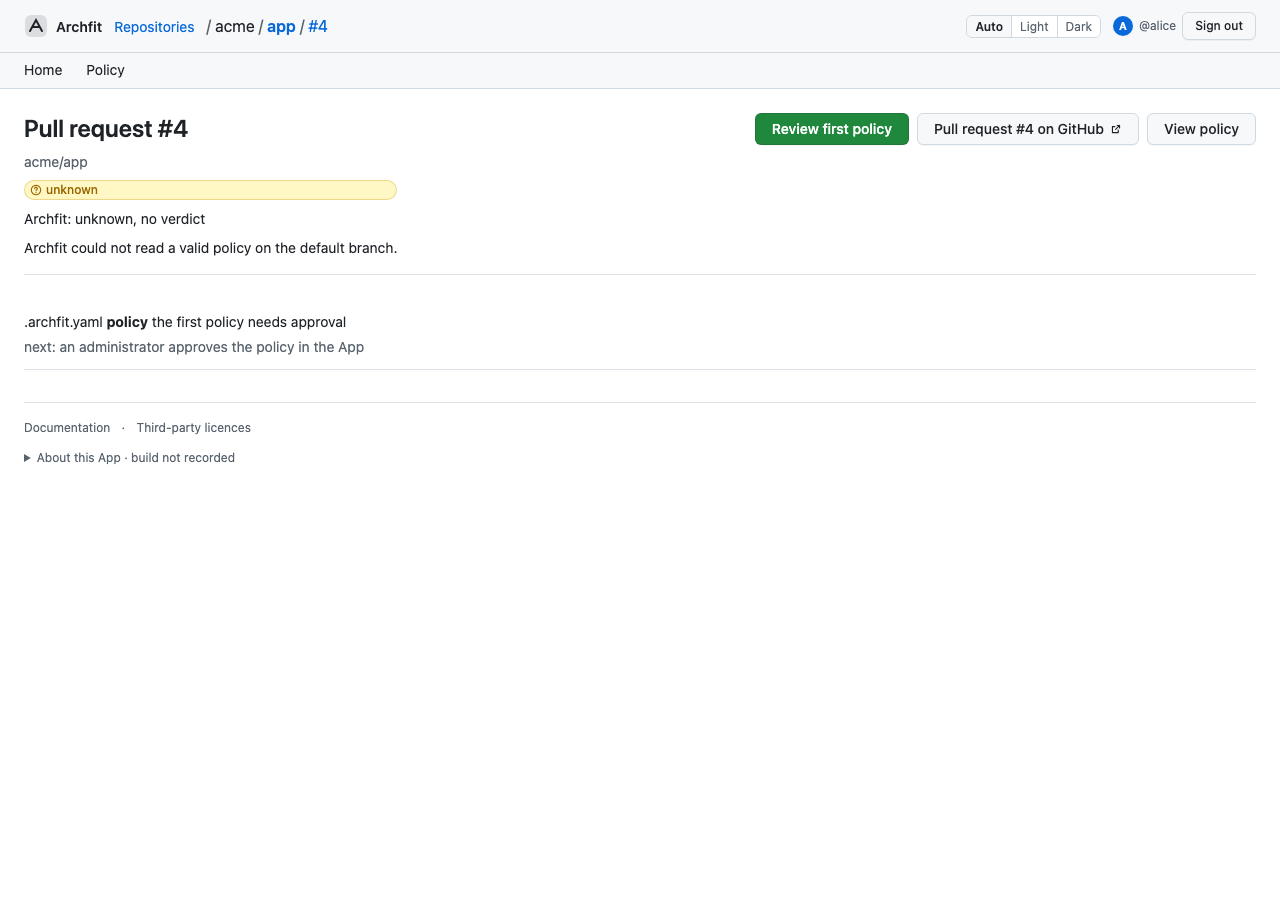 Archfit Repositories / acme / app / #4
Auto Light Dark A @alice Sign out
Home Policy
Pull request #4
Review first policy Pull request #4 on GitHub View policy
acme/app
unknown
Archfit: unknown, no verdict
Archfit could not read a valid policy on the default branch.
.archfit.yaml policy the first policy needs approval
next: an administrator approves the policy in the App
Documentation · Third-party licences
About this App · build not recorded